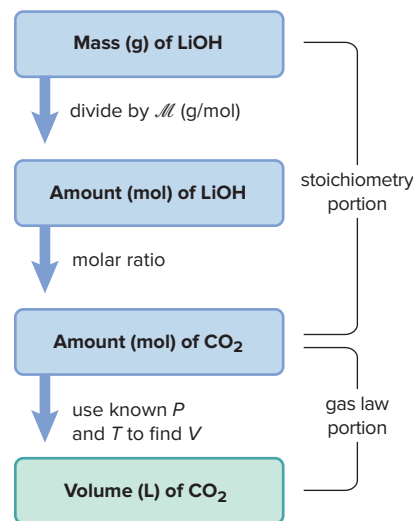 Mass (g) of LiOH
divide by ℳ (g/mol)
Amount (mol) of LiOH
stoichiometry
portion
molar ratio
Amount (mol) of CO₂
use known P
and T to find V
gas law
portion
Volume (L) of CO₂